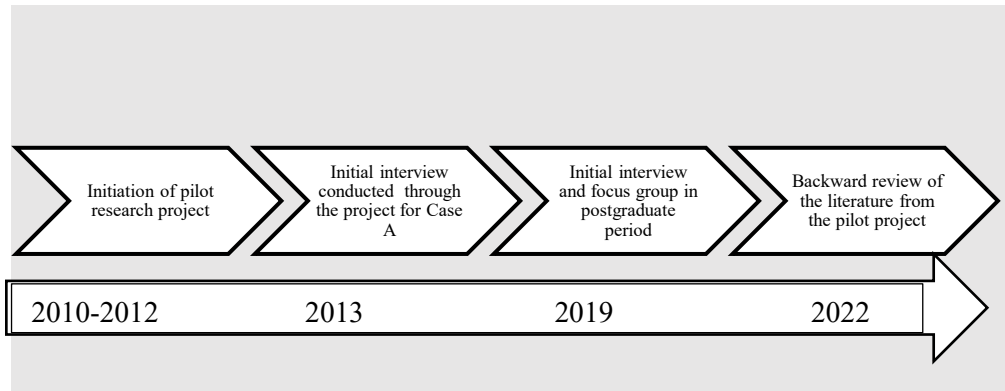 Initiation of pilot
research project
Initial interview
conducted through
the project for Case
A
Initial interview
and focus group in
postgraduate
period
Backward review of
the literature from
the pilot project
2010-2012
2013
2019
2022